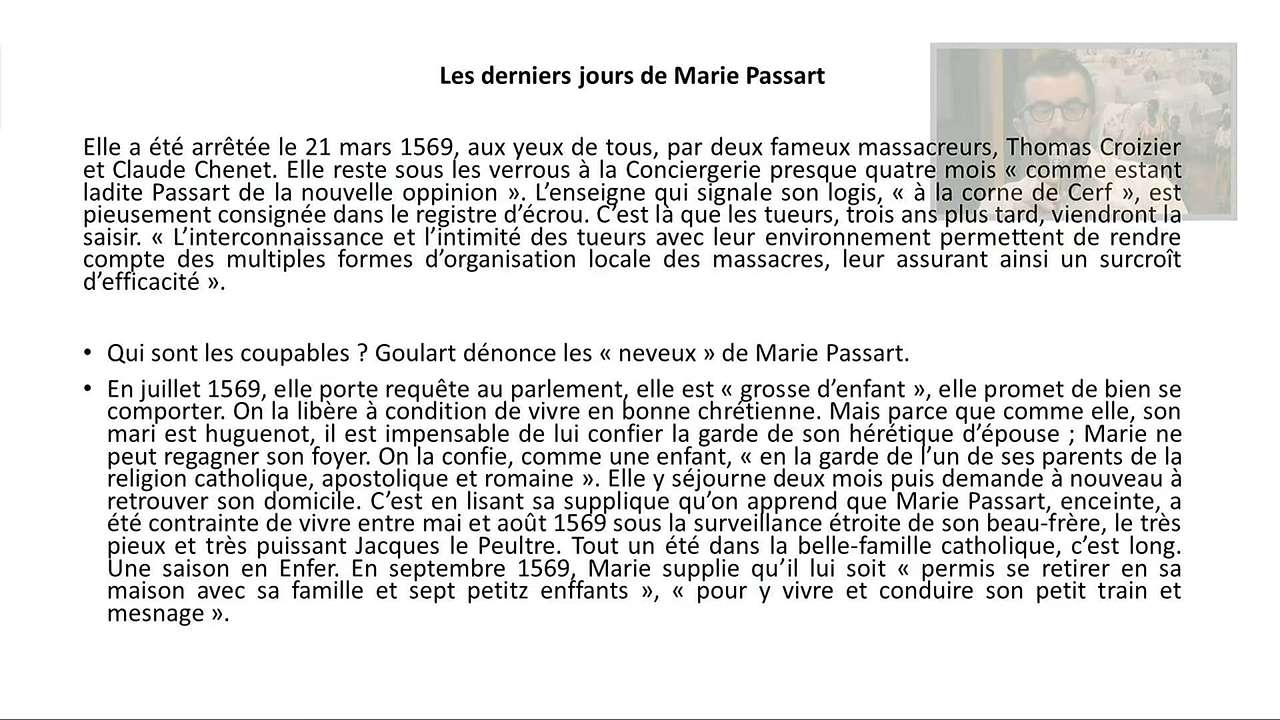 Les derniers jours de Marie Passart
Elle a été arrêtée le 21 mars 1569, aux yeux de tous, par deux fameux massacreurs, Thomas Croizier
et Claude Chenet. Elle reste sous les verrous à la Conciergerie presque quatre mois « comme estant
ladite Passart de la nouvelle oppinion ». L’enseigne qui signale son logis, « à la corne de Cerf », est
pieusement consignée dans le registre d’écrou. C’est là que les tueurs, trois ans plus tard, viendront la
saisir. « L’interconnaissance et l’intimité des tueurs avec leur environnement permettent de rendre
compte des multiples formes d’organisation locale des massacres, leur assurant ainsi un surcroît
d’efficacité ».
• Qui sont les coupables ? Goulart dénonce les « neveux » de Marie Passart.
• En juillet 1569, elle porte requête au parlement, elle est « grosse d’enfant », elle promet de bien se
comporter. On la libère à condition de vivre en bonne chrétienne. Mais parce que comme elle, son
mari est huguenot, il est impensable de lui confier la garde de son hérétique d’épouse ; Marie ne
peut regagner son foyer. On la confie, comme une enfant, « en la garde de l’un de ses parents de la
religion catholique, apostolique et romaine ». Elle y séjourne deux mois puis demande à nouveau à
retrouver son domicile. C’est en lisant sa supplique qu’on apprend que Marie Passart, enceinte, a
été contrainte de vivre entre mai et août 1569 sous la surveillance étroite de son beau-frère, le très
pieux et très puissant Jacques le Peultre. Tout un été dans la belle-famille catholique, c’est long.
Une saison en Enfer. En septembre 1569, Marie supplie qu’il lui soit « permis se retirer en sa
maison avec sa famille et sept petitz enffants », « pour y vivre et conduire son petit train et
mesnage ».